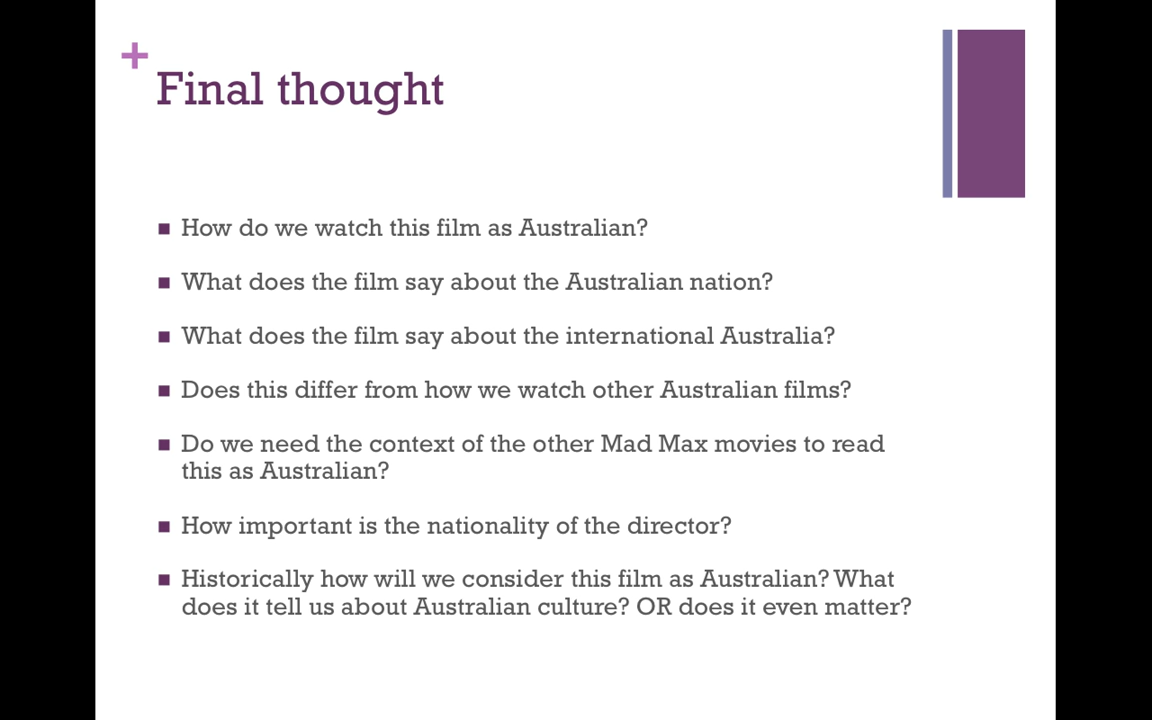 +
Final thought
How do we watch this film as Australian?
What does the film say about the Australian nation?
What does the film say about the international Australia?
Does this differ from how we watch other Australian films?
Do we need the context of the other Mad Max movies to read
this as Australian?
How important is the nationality of the director?
Historically how will we consider this film as Australian? What
does it tell us about Australian culture? OR does it even matter?